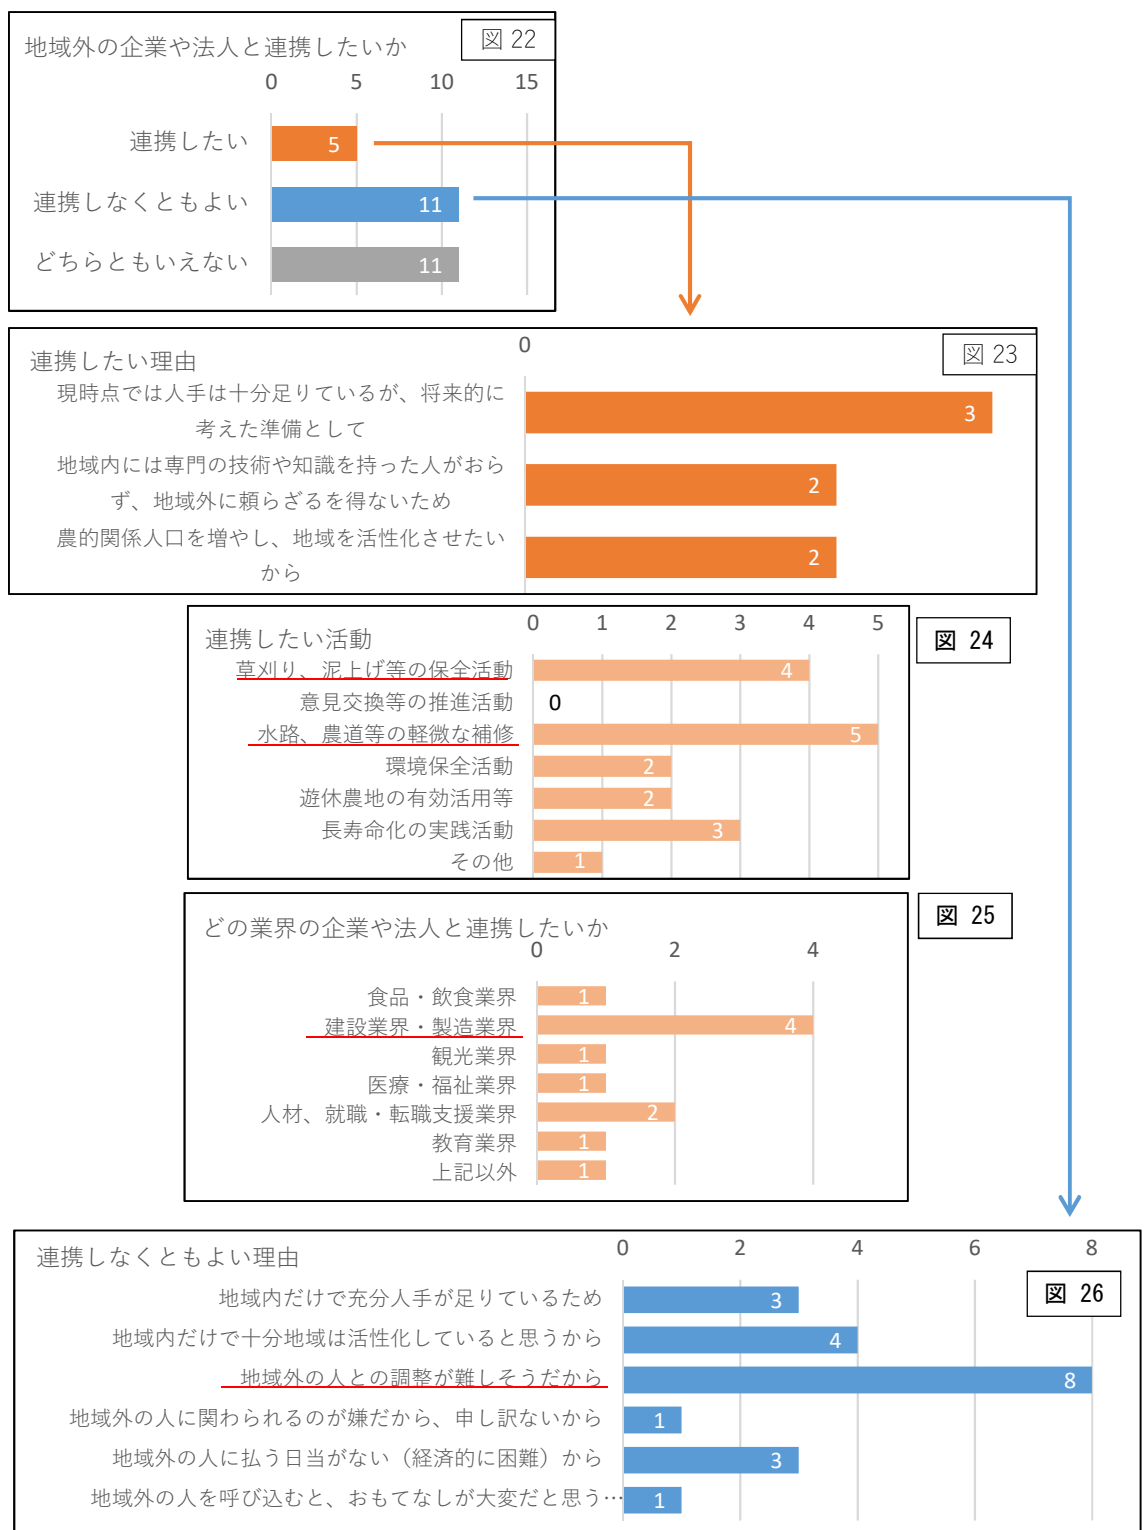 地域外の企業や法人と連携したいか
図 22
0 5 10 15
連携したい 5
連携しなくともよい 11
どちらともいえない 11
連携したい理由
0
図 23
現時点では人手は十分足りているが、将来的に
考えた準備として
3
地域内には専門の技術や知識を持った人がおら
ず、地域外に頼らざるを得ないため
2
農的関係人口を増やし、地域を活性化させたい
から
2
連携したい活動
0 1 2 3 4 5
図 24
草刈り、泥上げ等の保全活動 4
意見交換等の推進活動 0
水路、農道等の軽微な補修 5
環境保全活動 2
遊休農地の有効活用等 2
長寿命化の実践活動 3
その他 1
どの業界の企業や法人と連携したいか
図 25
0 2 4
食品・飲食業界 1
建設業界・製造業界 4
観光業界 1
医療・福祉業界 1
人材、就職・転職支援業界 2
教育業界 1
上記以外 1
連携しなくともよい理由
0 2 4 6 8
図 26
地域内だけで充分人手が足りているため 3
地域内だけで十分地域は活性化していると思うから 4
地域外の人との調整が難しそうだから 8
地域外の人に関わられるのが嫌だから、申し訳ないから 1
地域外の人に払う日当がない（経済的に困難）から 3
地域外の人を呼び込むと、おもてなしが大変だと思う… 1